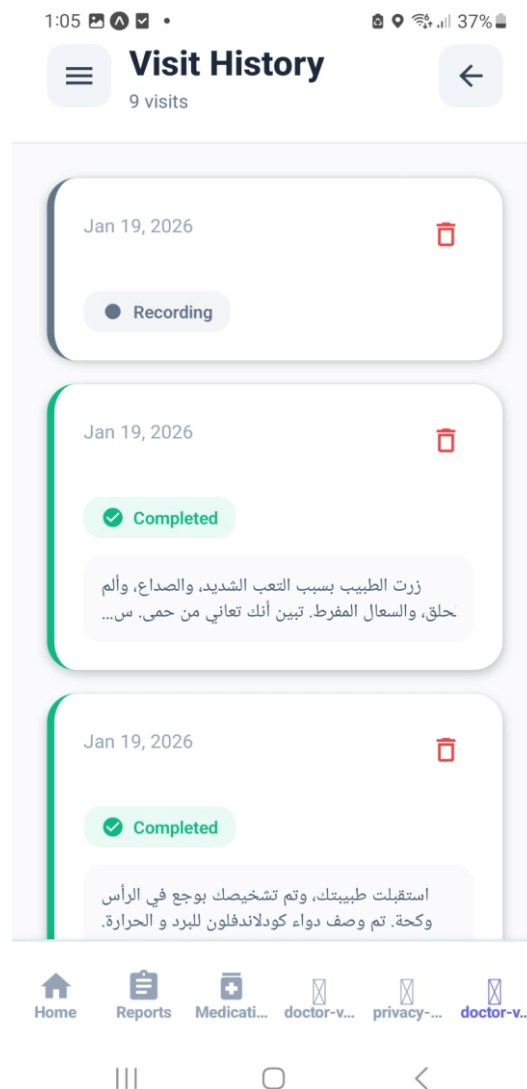 1:05
37%
Visit History
9 visits
Jan 19, 2026
Recording
Jan 19, 2026
Completed
زرت الطبيب بسبب التعب الشديد، والصداع، وألم
لحلق، والسعال المفرط. تبين أنك تعاني من حمى. س...
Jan 19, 2026
Completed
استقبلت طبيبتك، وتم تشخيصك بوجع في الرأس
وكحة. تم وصف دواء كودلاندفلون للبرد و الحرارة.
Home
Reports
Medicati...
doctor-v...
privacy-...
doctor-v...